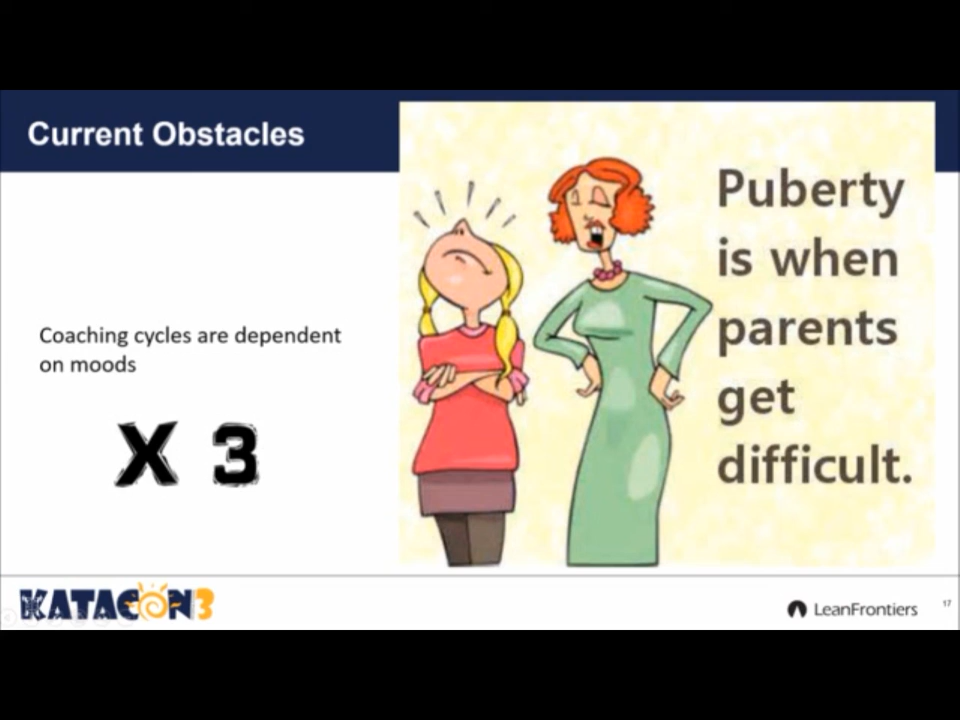 Current Obstacles
Coaching cycles are dependent
on moods
X 3
Puberty
is when
parents
get
difficult.
KATACON3
LeanFrontiers
17